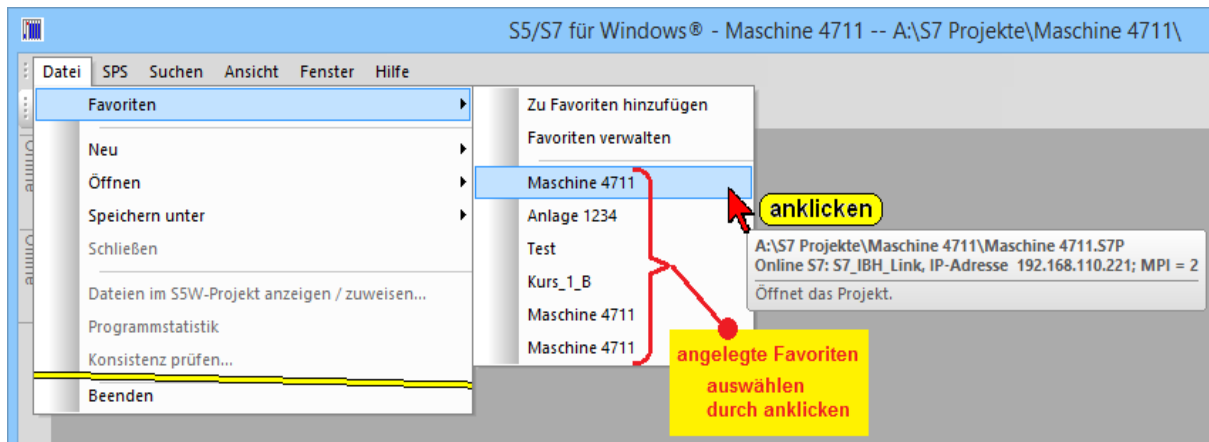 S5/S7 für Windows® - Maschine 4711 -- A:\S7 Projekte\Maschine 4711\
Datei SPS Suchen Ansicht Fenster Hilfe
Favoriten
Neu
Öffnen
Speichern unter
Schließen
Dateien im S5W-Projekt anzeigen / zuweisen...
Programmstatistik
Konsistenz prüfen...
Beenden
Zu Favoriten hinzufügen
Favoriten verwalten
Maschine 4711
Anlage 1234
Test
Kurs_1_B
Maschine 4711
Maschine 4711
anklicken
A:\S7 Projekte\Maschine 4711\Maschine 4711.S7P
Online S7: S7_IBH_Link, IP-Adresse 192.168.110.221; MPI = 2
Öffnet das Projekt.
angelegte Favoriten
auswählen
durch anklicken
Online
Online